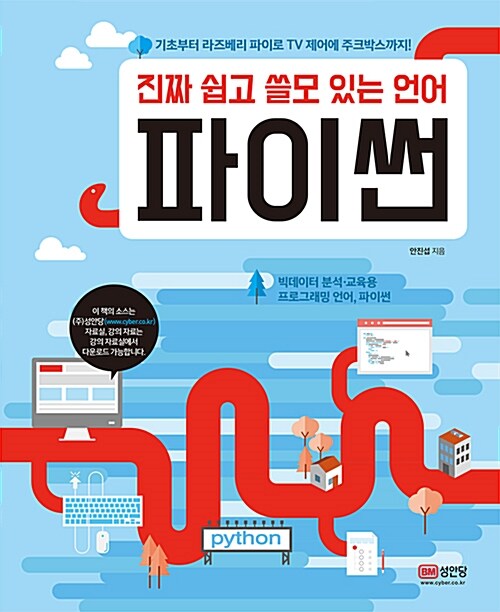 기초부터 라즈베리 파이로 TV 제어에 주크박스까지!
진짜 쉽고 쓸모 있는 언어
파이썬
안진섭 지음
빅데이터 분석·교육용
프로그래밍 언어, 파이썬
이 책의 소스는
(주)성안당(www.cyber.co.kr)
자료실, 강의 자료는
강의 자료실에서
다운로드 가능합니다.
python
BM 성안당
www.cyber.co.kr